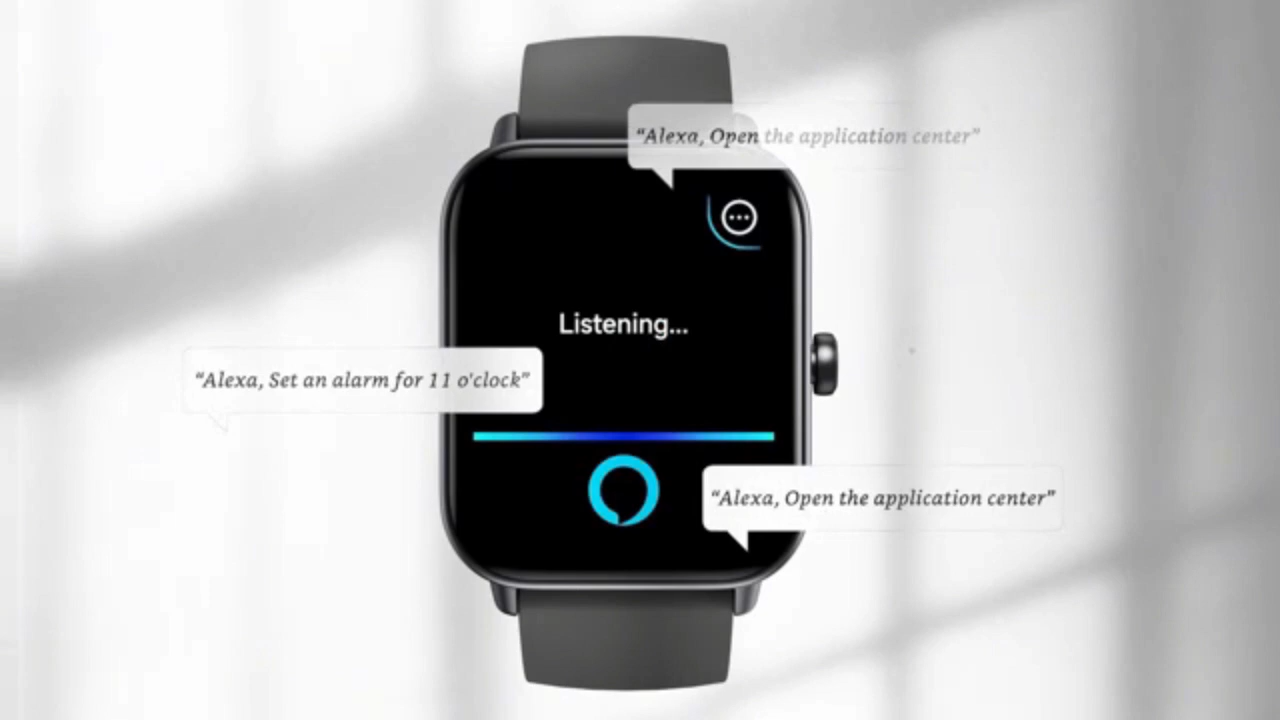 “Alexa, Open the application center”
Listening...
“Alexa, Set an alarm for 11 o'clock”
“Alexa, Open the application center”